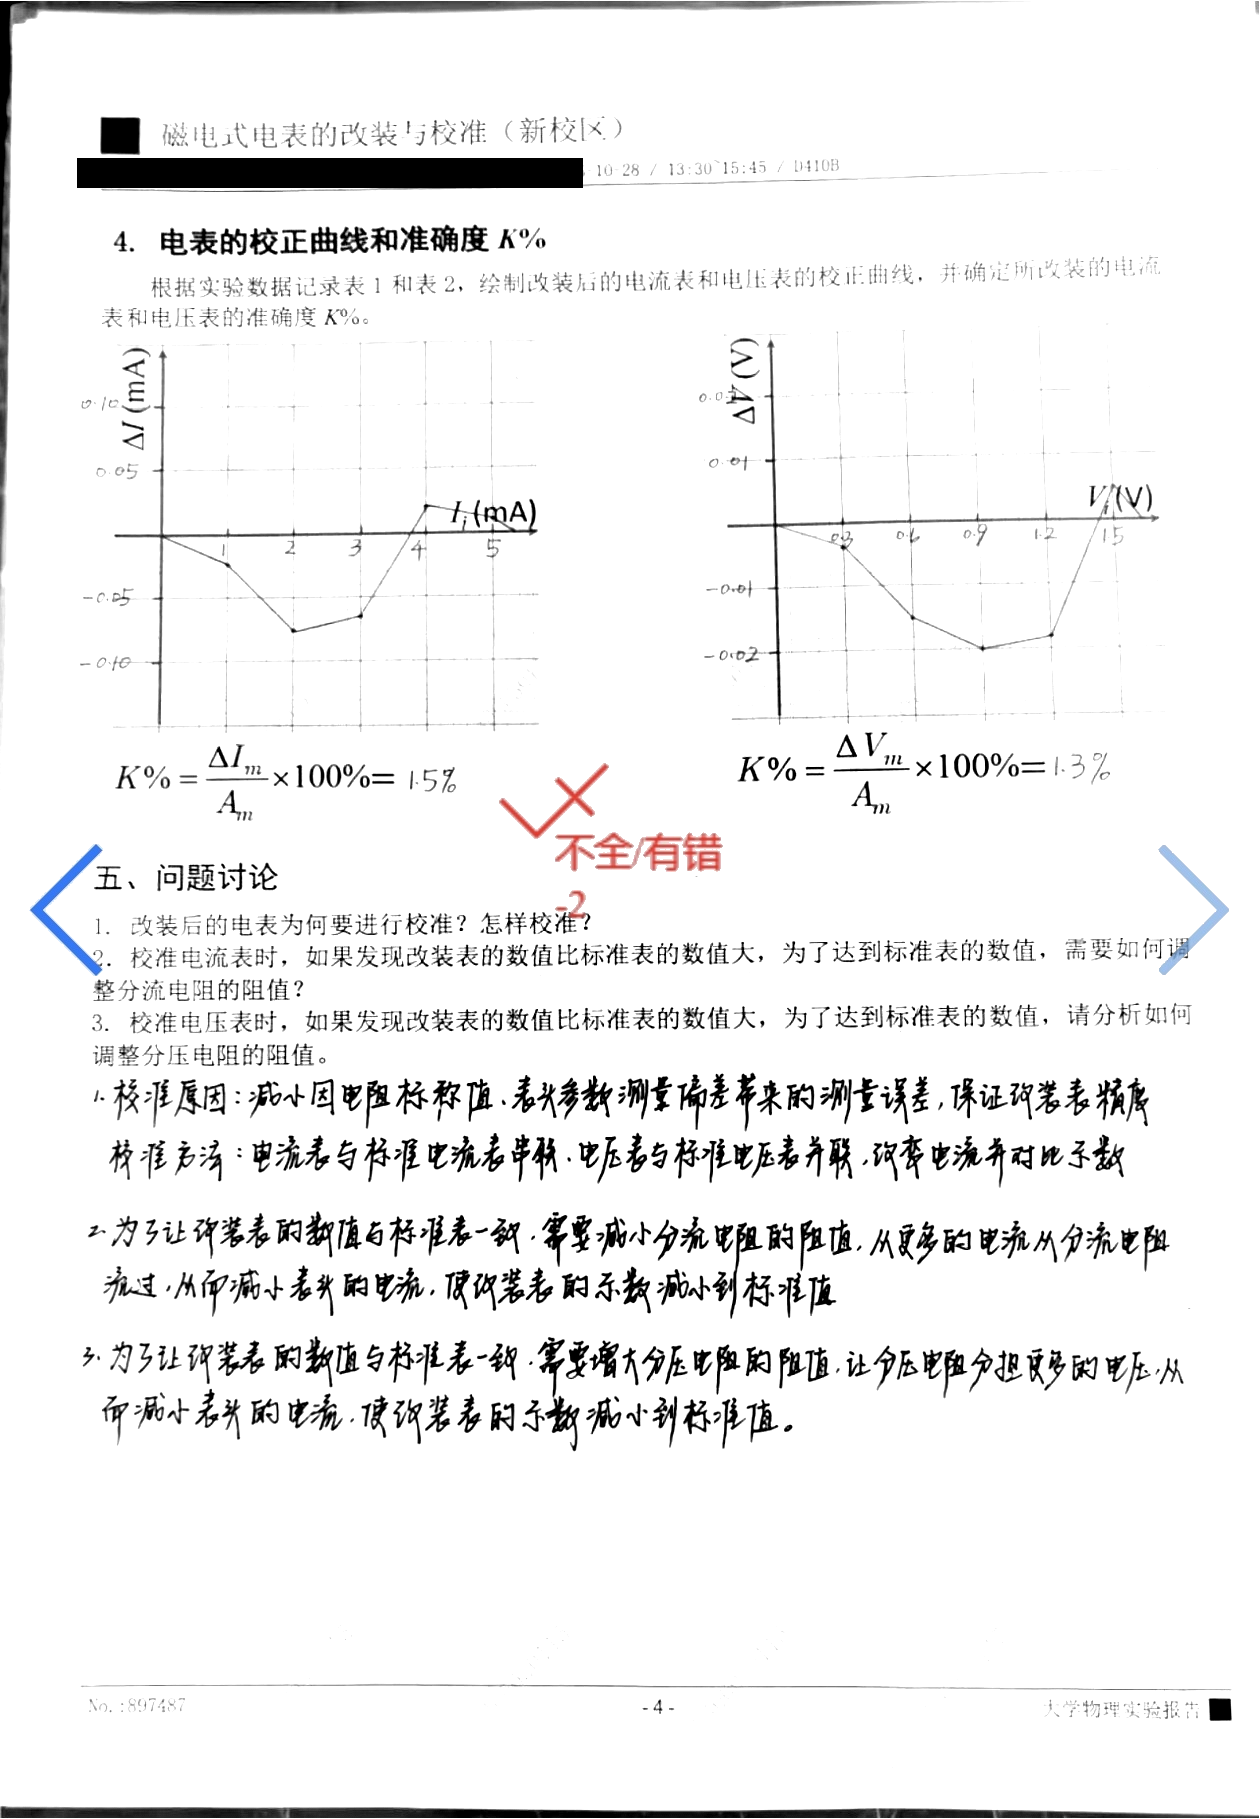 磁电式电表的改装与校准（新校区）
10-28 / 13:30~15:45 / D410B
4. 电表的校正曲线和准确度 K%
根据实验数据记录表 1 和表 2，绘制改装后的电流表和电压表的校正曲线，并确定所改装的电流
表和电压表的准确度 K%。
ΔI (mA)
0.10
0.05
-0.05
-0.10
1 2 3 4 5
I_i (mA)
ΔV (V)
0.01
-0.01
-0.02
0.3 0.6 0.9 1.2 1.5
V_i (V)
K% = ΔI_m / A_m ×100%= 1.5%
K% = ΔV_m / A_m ×100%= 1.3%
不全/有错
-2
五、问题讨论
1. 改装后的电表为何要进行校准？怎样校准？
2. 校准电流表时，如果发现改装表的数值比标准表的数值大，为了达到标准表的数值，需要如何调
整分流电阻的阻值？
3. 校准电压表时，如果发现改装表的数值比标准表的数值大，为了达到标准表的数值，请分析如何
调整分压电阻的阻值。
1. 校准原因：减小因电阻标称值、表头参数测量偏差带来的测量误差，保证改装表精度
校准方法：电流表与标准电流表串联，电压表与标准电压表并联，改变电流并对比示数
2. 为了让改装表的数值与标准表一致，需要减小分流电阻的阻值，从更多的电流从分流电阻
流过，从而减小表头的电流，使改装表的示数减小到标准值
3. 为了让改装表的数值与标准表一致，需要增大分压电阻的阻值，让分压电阻分担更多的电压，从
而减小表头的电流，使改装表的示数减小到标准值。
No.:897487
- 4 -
大学物理实验报告